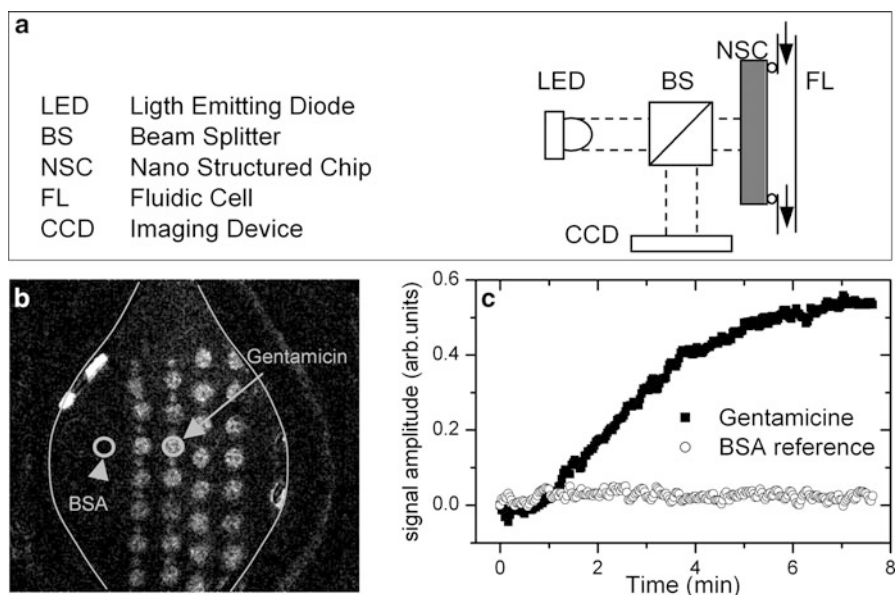 a
LED Ligth Emitting Diode
BS Beam Splitter
NSC Nano Structured Chip
FL Fluidic Cell
CCD Imaging Device
NSC
LED BS FL
CCD
b
Gentamicin
BSA
c
signal amplitude (arb.units)
0.6
0.4
0.2
0.0
Gentamicine
BSA reference
0 2 4 6 8
Time (min)